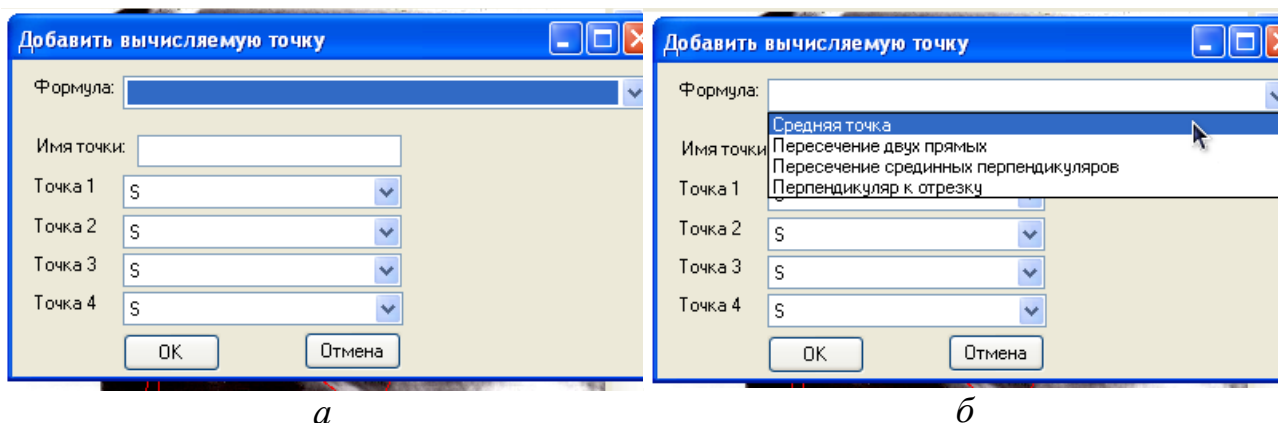 Добавить вычисляемую точку
Формула:
Имя точки:
Точка 1 S
Точка 2 S
Точка 3 S
Точка 4 S
OK Отмена
а
Добавить вычисляемую точку
Формула:
Средняя точка
Пересечение двух прямых
Имя точки
Пересечение срединных перпендикуляров
Перпендикуляр к отрезку
Точка 1
Точка 2 S
Точка 3 S
Точка 4 S
OK Отмена
б